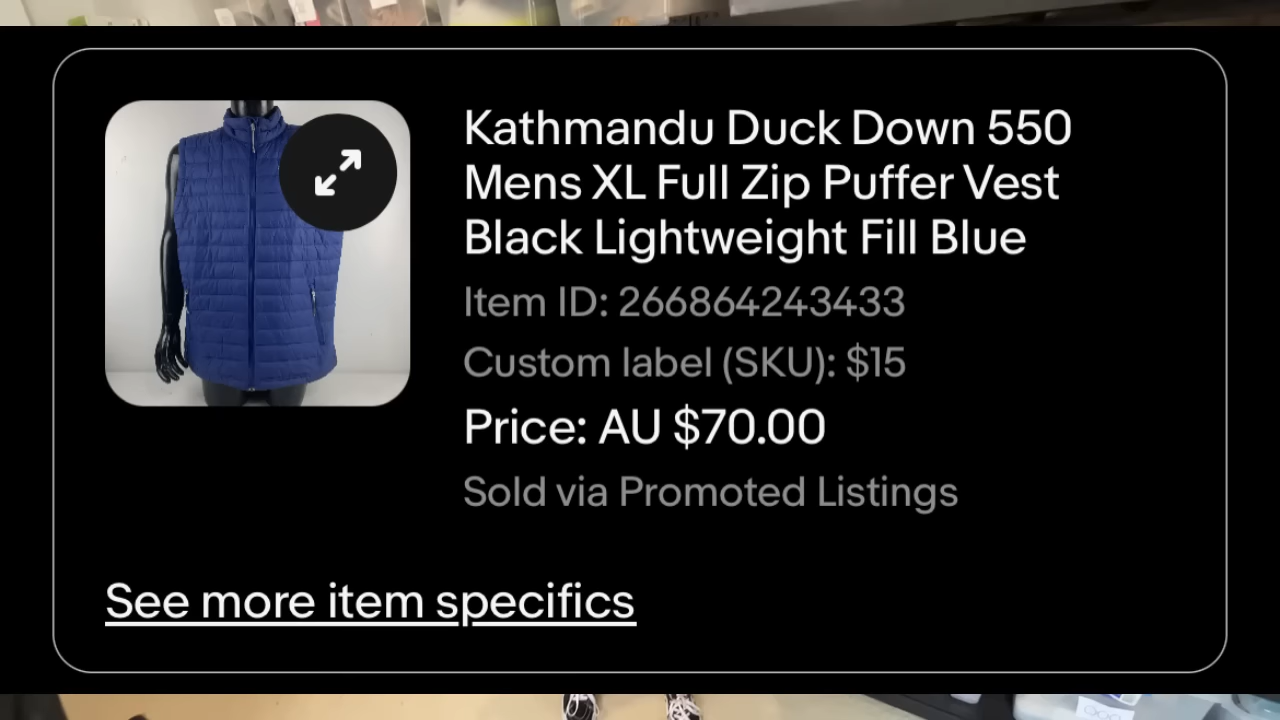 Kathmandu Duck Down 550
Mens XL Full Zip Puffer Vest
Black Lightweight Fill Blue
Item ID: 266864243433
Custom label (SKU): $15
Price: AU $70.00
Sold via Promoted Listings
See more item specifics